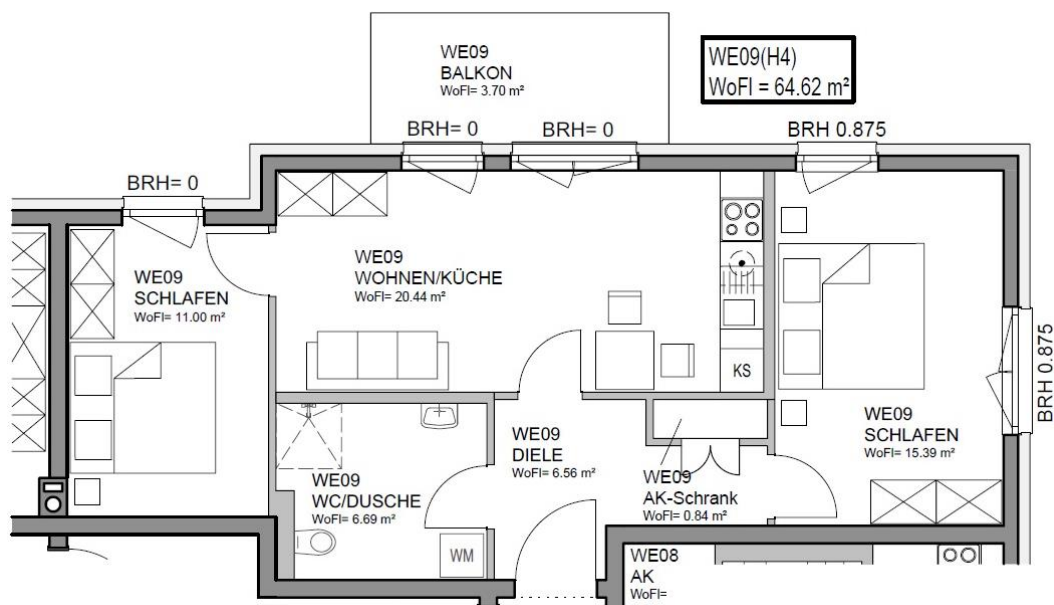 WE09
BALKON
WoFl= 3.70 m²
WE09(H4)
WoFl = 64.62 m²
BRH= 0
BRH= 0
BRH 0.875
BRH= 0
WE09
SCHLAFEN
WoFl= 11.00 m²
WE09
WOHNEN/KÜCHE
WoFl= 20.44 m²
KS
BRH 0.875
WE09
SCHLAFEN
WoFl= 15.39 m²
WE09
DIELE
WoFl= 6.56 m²
WE09
WC/DUSCHE
WoFl= 6.69 m²
WE09
AK-Schrank
WoFl= 0.84 m²
WM
WE08
AK
WoFl=